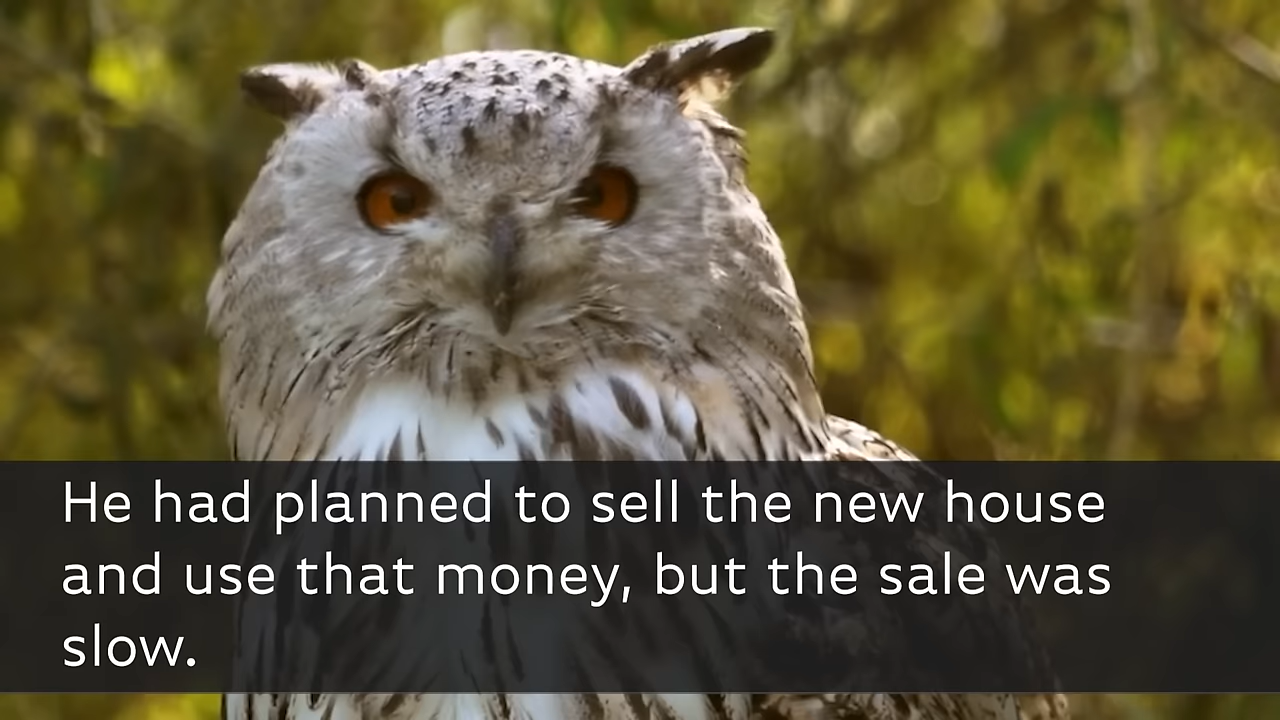 He had planned to sell the new house
and use that money, but the sale was
slow.